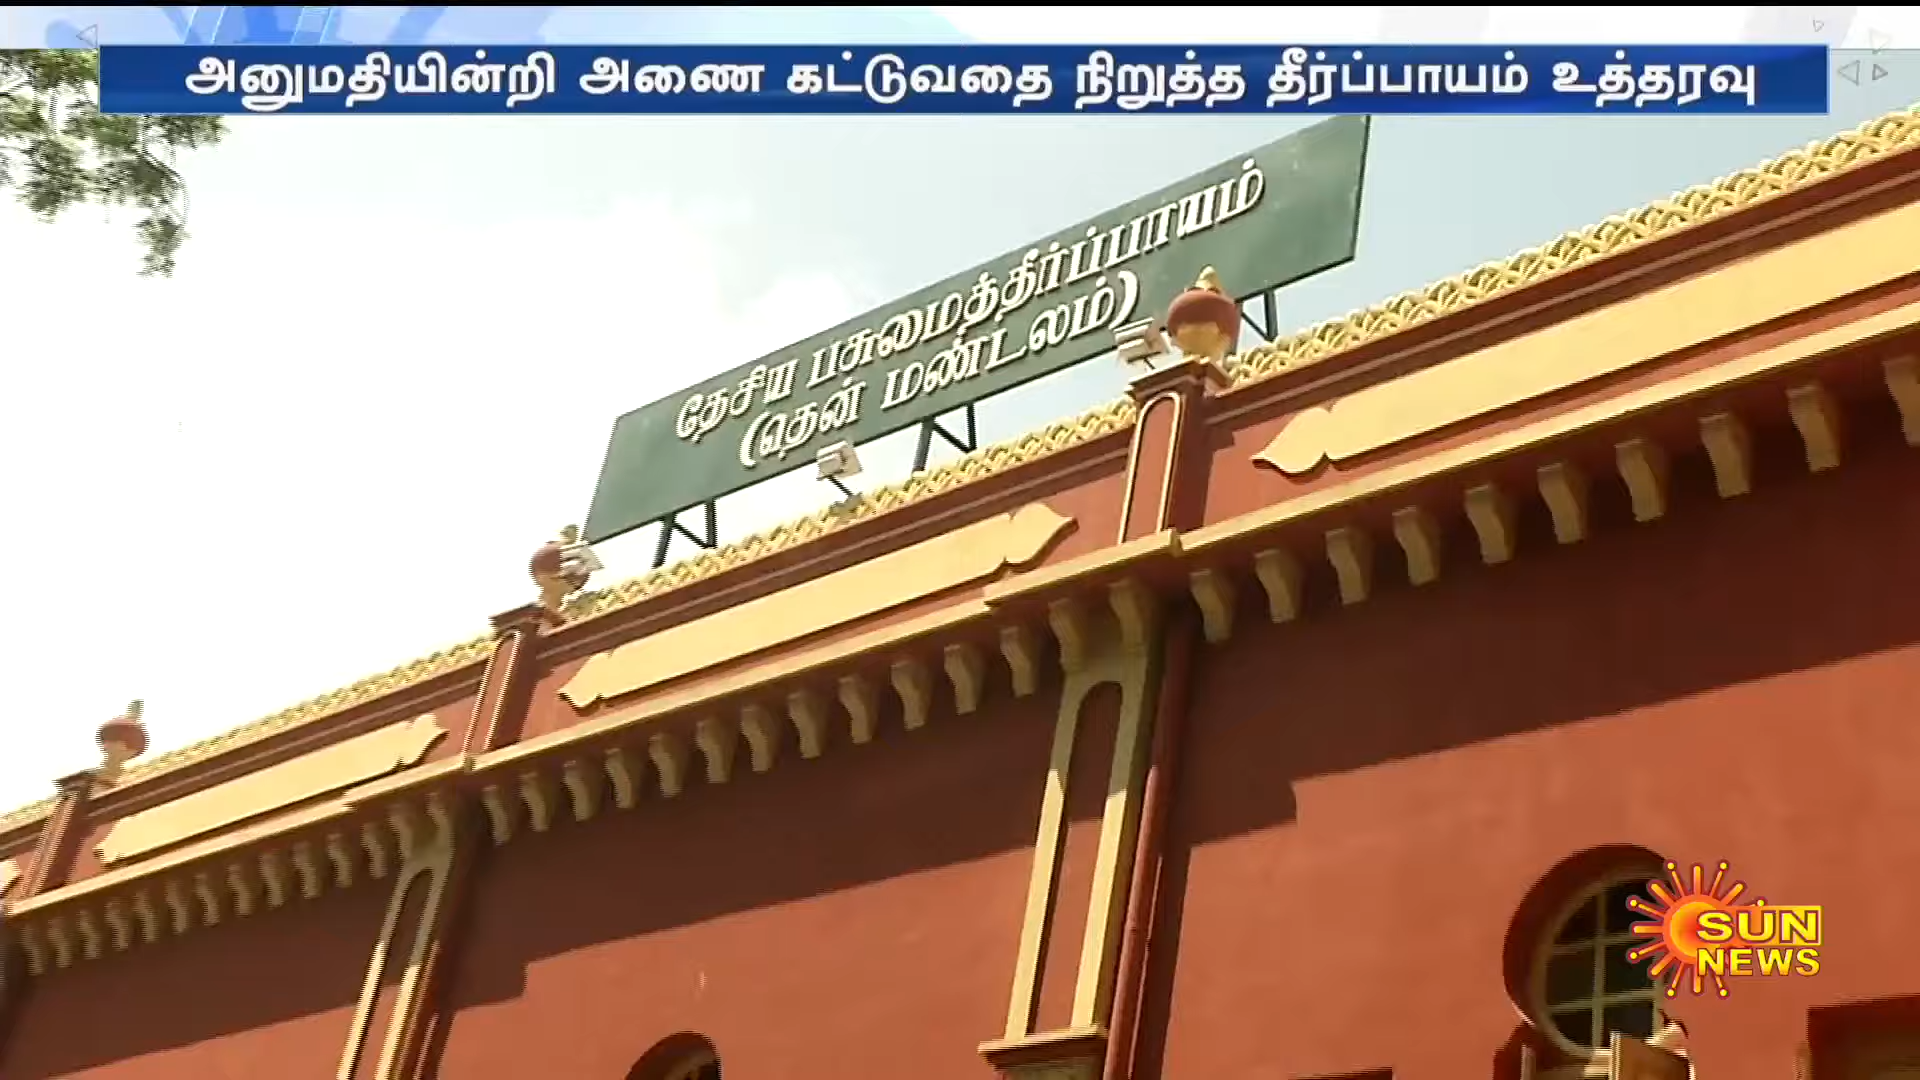 அனுமதியின்றி அணை கட்டுவதை நிறுத்த தீர்ப்பாயம் உத்தரவு
தேசிய பசுமைத்தீர்ப்பாயம்
(தென் மண்டலம்)
SUN
NEWS